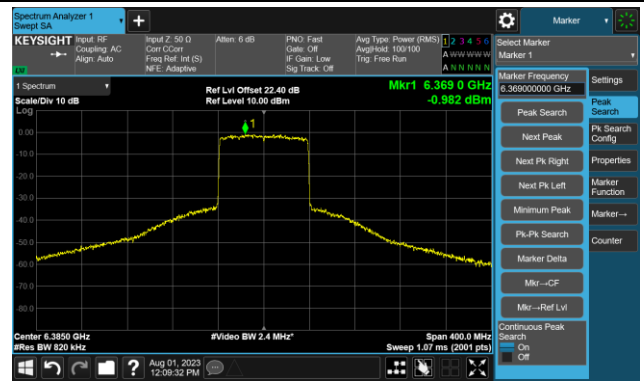 Spectrum Analyzer 1
Swept SA
Marker
KEYSIGHT
Input: RF
Coupling: AC
Align: Auto
Input Z: 50 Ω
Corr CCorr
Freq Ref: Int (S)
NFE: Adaptive
Atten: 6 dB
PNO: Fast
Gate: Off
IF Gain: Low
Sig Track: Off
Avg Type: Power (RMS)
Avg|Hold: 100/100
Trig: Free Run
1 2 3 4 5 6
A W W W W W
A N N N N N
LW
Select Marker
Marker 1
1 Spectrum
Scale/Div 10 dB
Log
Ref Lvl Offset 22.40 dB
Ref Level 10.00 dBm
Mkr1 6.369 0 GHz
-0.982 dBm
Marker Frequency
6.369000000 GHz
Peak Search
Next Peak
Next Pk Right
Next Pk Left
Minimum Peak
Pk-Pk Search
Marker Delta
Mkr→CF
Mkr→Ref Lvl
Continuous Peak
Search
On
Off
Settings
Peak
Search
Pk Search
Config
Properties
Marker
Function
Marker→
Counter
1
0.00
-10.0
-20.0
-30.0
-40.0
-50.0
-60.0
-70.0
-80.0
Center 6.3850 GHz
#Res BW 820 kHz
#Video BW 2.4 MHz*
Span 400.0 MHz
Sweep 1.07 ms (2001 pts)
?
Aug 01, 2023
12:09:32 PM